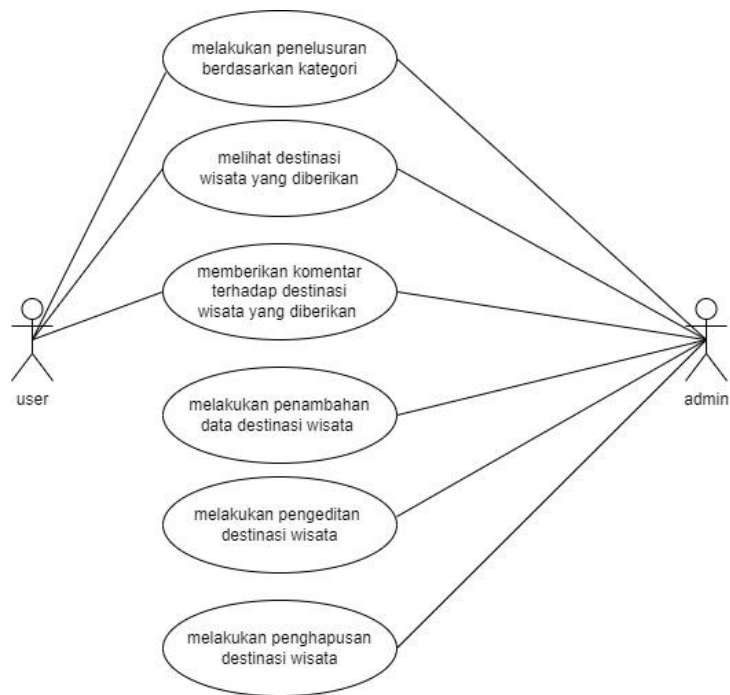 melakukan penelusuran
berdasarkan kategori
melihat destinasi
wisata yang diberikan
memberikan komentar
terhadap destinasi
wisata yang diberikan
user
admin
melakukan penambahan
data destinasi wisata
melakukan pengeditan
destinasi wisata
melakukan penghapusan
destinasi wisata